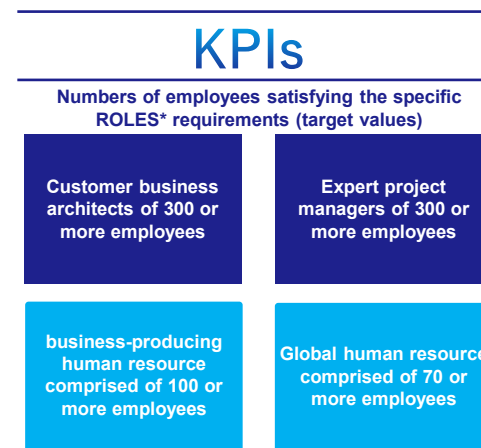 KPIs
Numbers of employees satisfying the specific
ROLES* requirements (target values)
Customer business
architects of 300 or
more employees
Expert project
managers of 300 or
more employees
business-producing
human resource
comprised of 100 or
more employees
Global human resource
comprised of 70 or
more employees